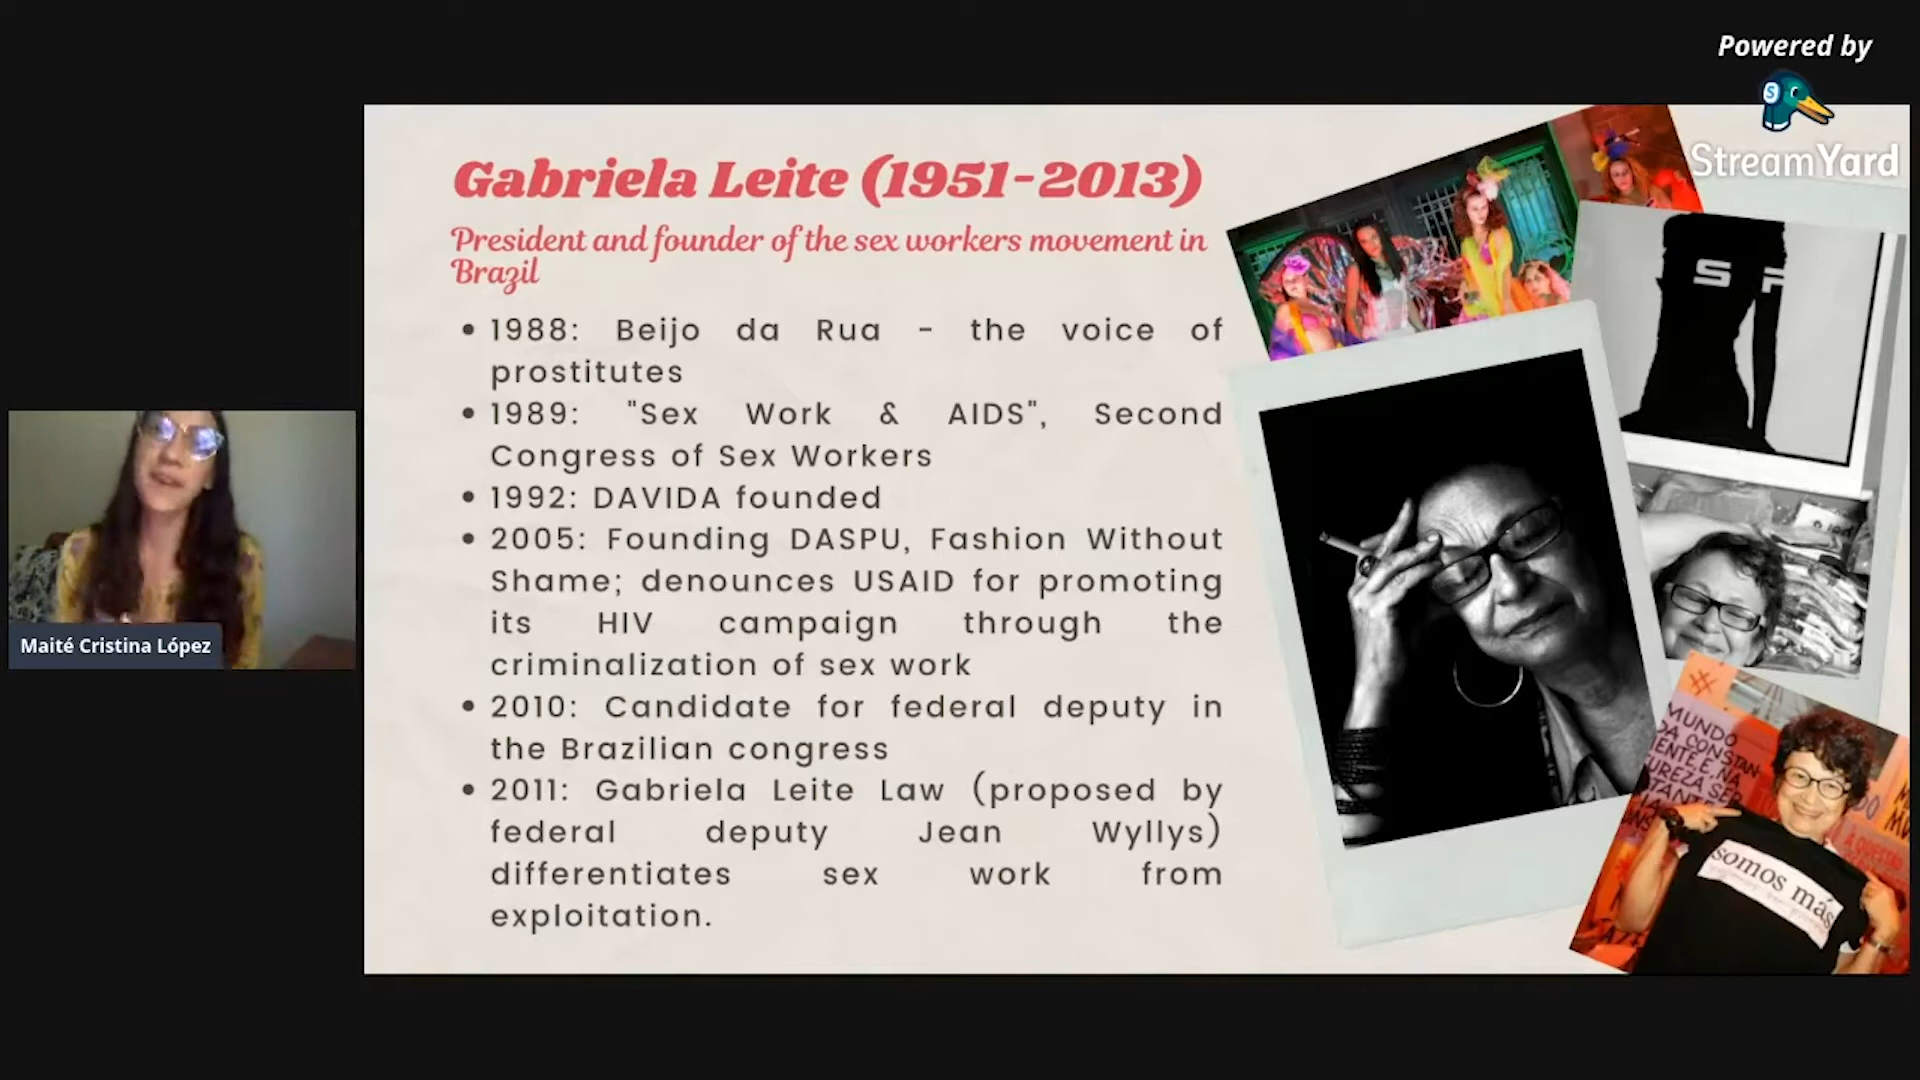 Powered by
StreamYard
Gabriela Leite (1951-2013)
President and founder of the sex workers movement in
Brazil
• 1988: Beijo da Rua - the voice of
prostitutes
• 1989: "Sex Work & AIDS", Second
Congress of Sex Workers
• 1992: DAVIDA founded
• 2005: Founding DASPU, Fashion Without
Shame; denounces USAID for promoting
its HIV campaign through the
criminalization of sex work
• 2010: Candidate for federal deputy in
the Brazilian congress
• 2011: Gabriela Leite Law (proposed by
federal deputy Jean Wyllys)
differentiates sex work from
exploitation.
Maité Cristina López
MUNDO
somos más